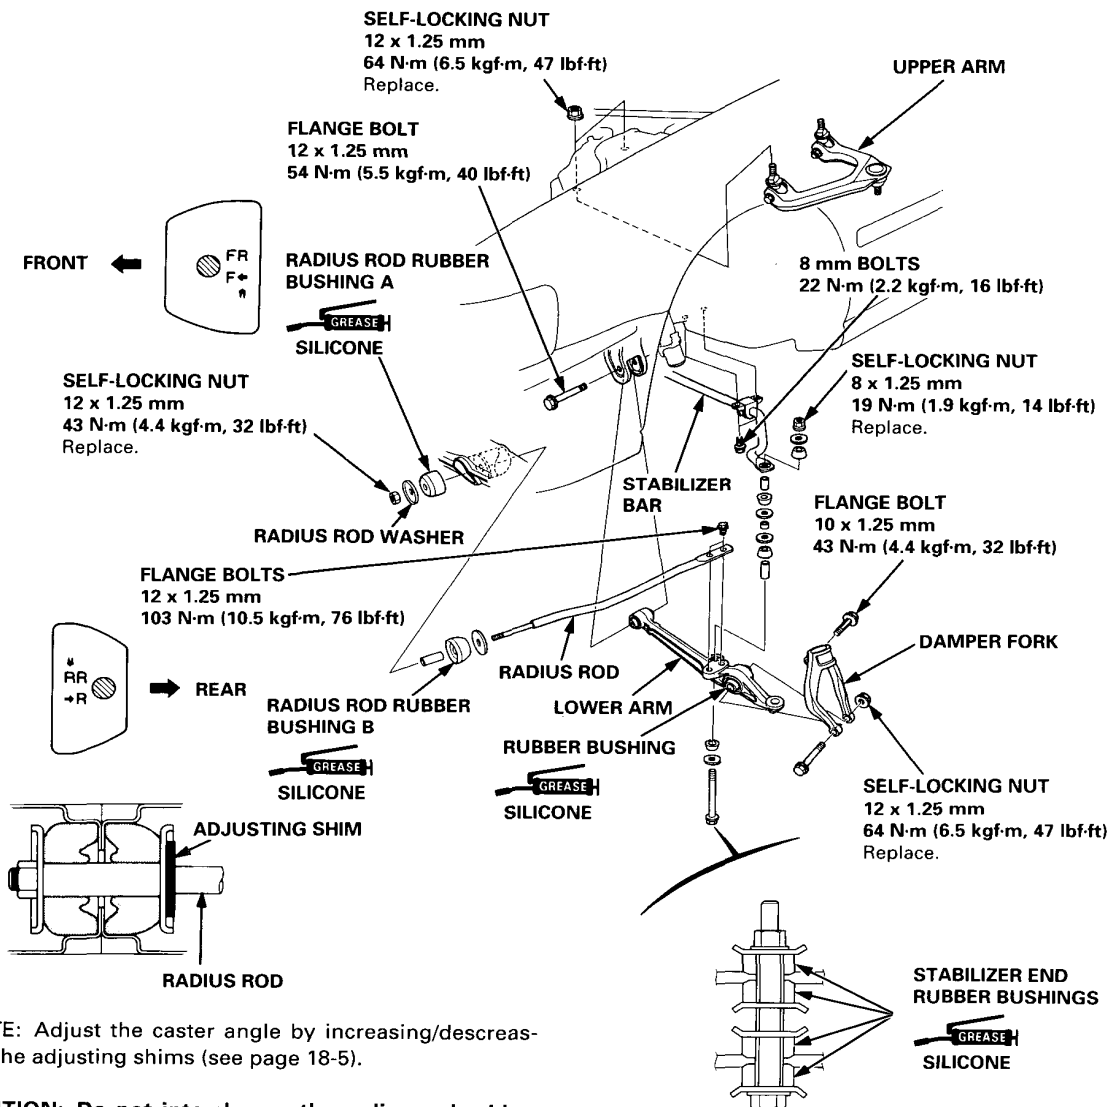 SELF-LOCKING NUT
12 x 1.25 mm
64 N·m (6.5 kgf·m, 47 lbf·ft)
Replace.
UPPER ARM
FLANGE BOLT
12 x 1.25 mm
54 N·m (5.5 kgf·m, 40 lbf·ft)
FRONT
FR
F
RADIUS ROD RUBBER
BUSHING A
GREASE
SILICONE
8 mm BOLTS
22 N·m (2.2 kgf·m, 16 lbf·ft)
SELF-LOCKING NUT
12 x 1.25 mm
43 N·m (4.4 kgf·m, 32 lbf·ft)
Replace.
SELF-LOCKING NUT
8 x 1.25 mm
19 N·m (1.9 kgf·m, 14 lbf·ft)
Replace.
STABILIZER
BAR
RADIUS ROD WASHER
FLANGE BOLT
10 x 1.25 mm
43 N·m (4.4 kgf·m, 32 lbf·ft)
FLANGE BOLTS
12 x 1.25 mm
103 N·m (10.5 kgf·m, 76 lbf·ft)
DAMPER FORK
RR
R
REAR
RADIUS ROD
RADIUS ROD RUBBER
BUSHING B
GREASE
SILICONE
LOWER ARM
RUBBER BUSHING
GREASE
SILICONE
SELF-LOCKING NUT
12 x 1.25 mm
64 N·m (6.5 kgf·m, 47 lbf·ft)
Replace.
ADJUSTING SHIM
RADIUS ROD
STABILIZER END
RUBBER BUSHINGS
GREASE
SILICONE
TE: Adjust the caster angle by increasing/descreas-
he adjusting shims (see page 18-5).